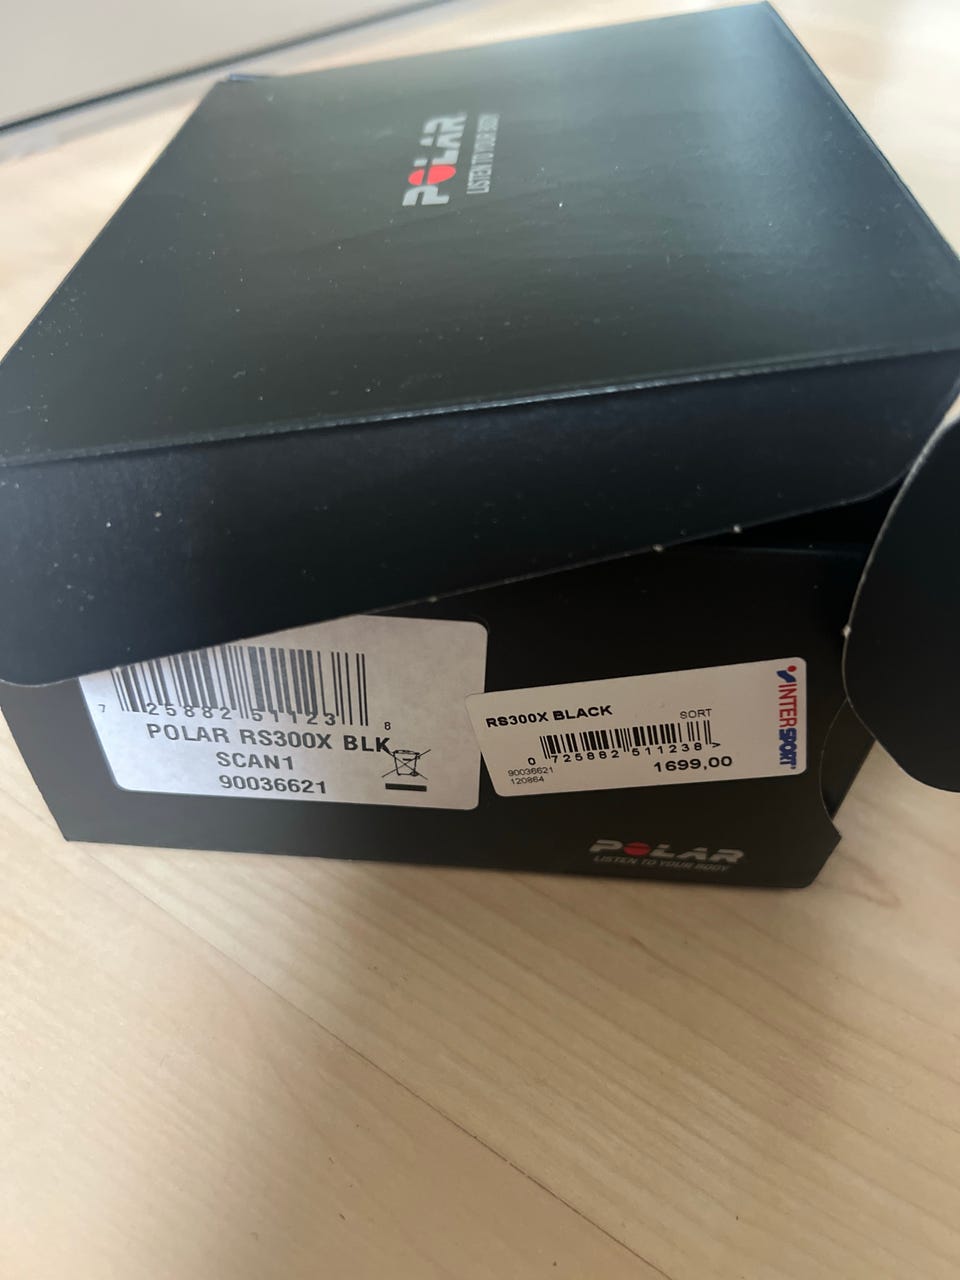 POLAR
LISTEN TO YOUR BODY
7 25882 51123 8
POLAR RS300X BLK
SCAN1
90036621
RS300X BLACK
SORT
INTERSPORT
0 725882 511238 >
90036621
120864
1699,00
POLAR
LISTEN TO YOUR BODY